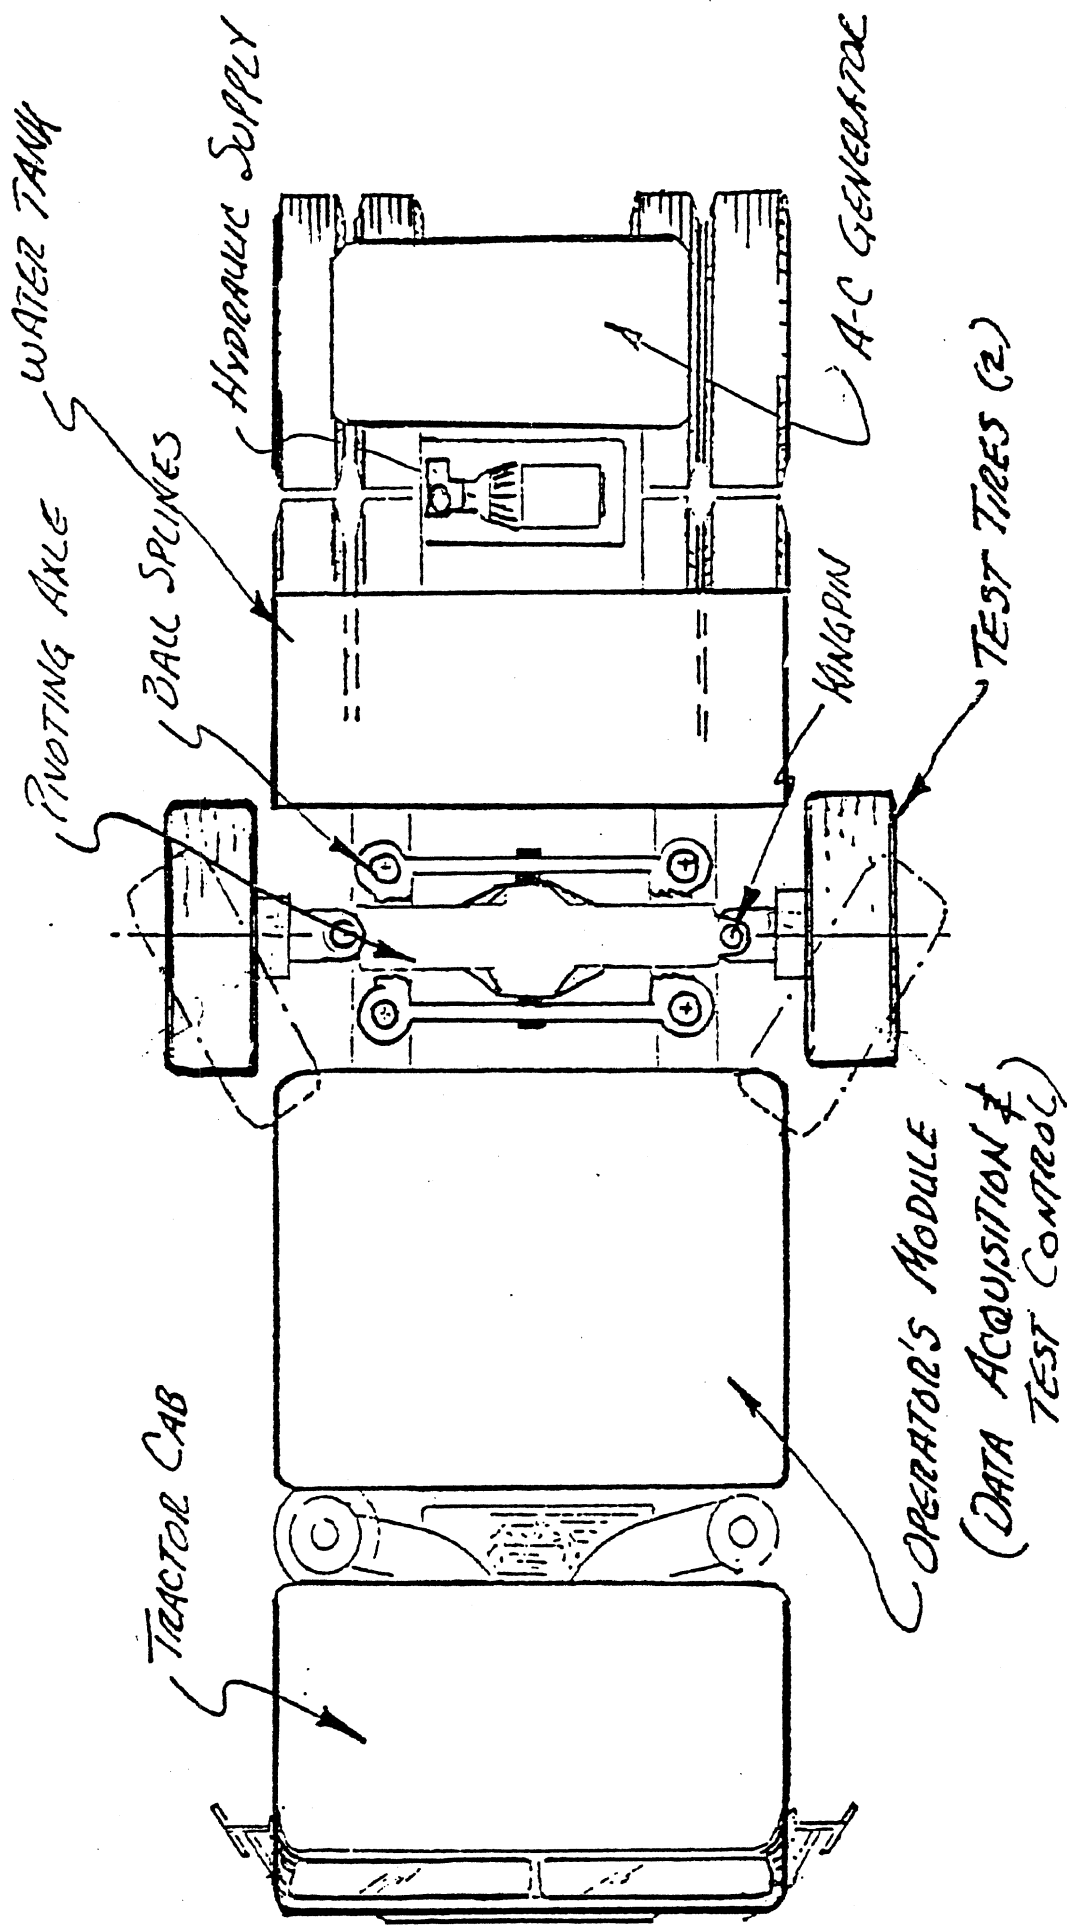 WATER TANK
HYDRAULIC SUPPLY
PIVOTING AXLE
BALL SPLINES
TRACTOR CAB
A-C GENERATOR
KINGPIN
TEST TIRES (2)
OPERATOR'S MODULE
(DATA ACQUISITION &
TEST CONTROL)